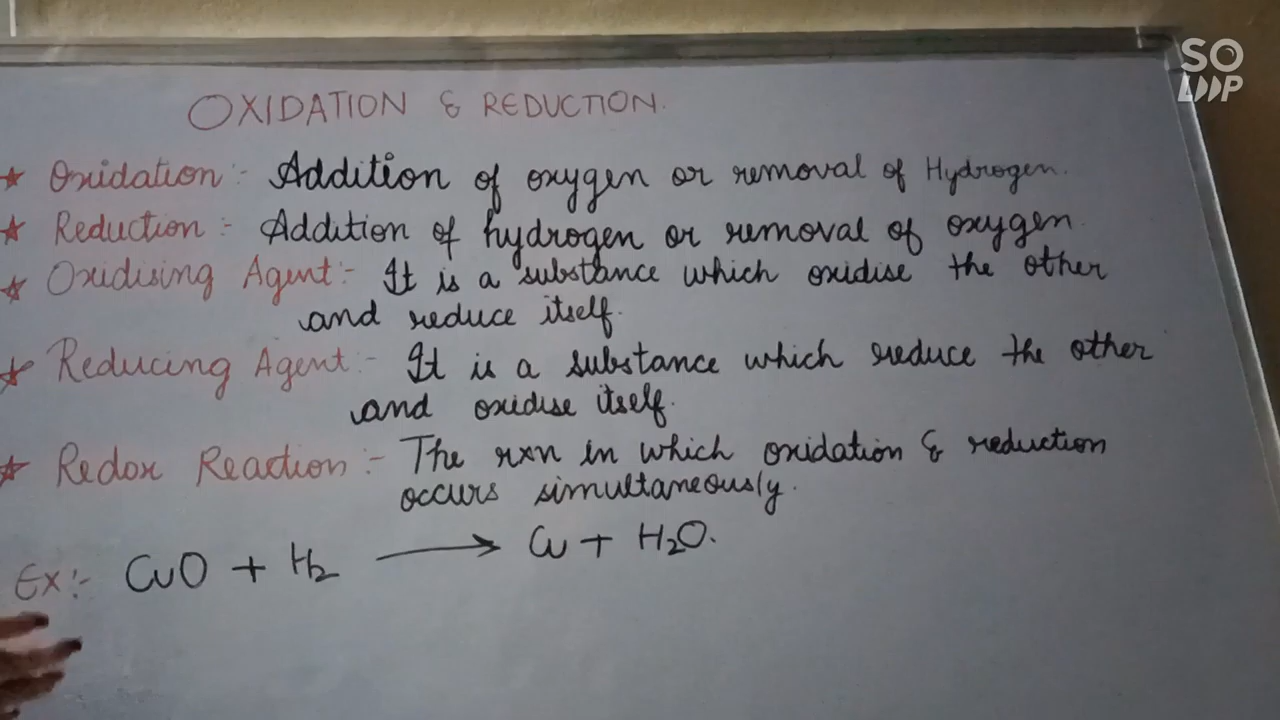 SO
LOOP
OXIDATION & REDUCTION.
★ Oxidation:- Addition of oxygen or removal of Hydrogen.
★ Reduction:- Addition of hydrogen or removal of oxygen.
★ Oxidising Agent:- It is a substance which oxidise the other
and reduce itself.
★ Reducing Agent:- It is a substance which reduce the other
and oxidise itself.
★ Redox Reaction:- The rxn in which oxidation & reduction
occurs simultaneously.
Ex:- CuO + H₂ → Cu + H₂O.